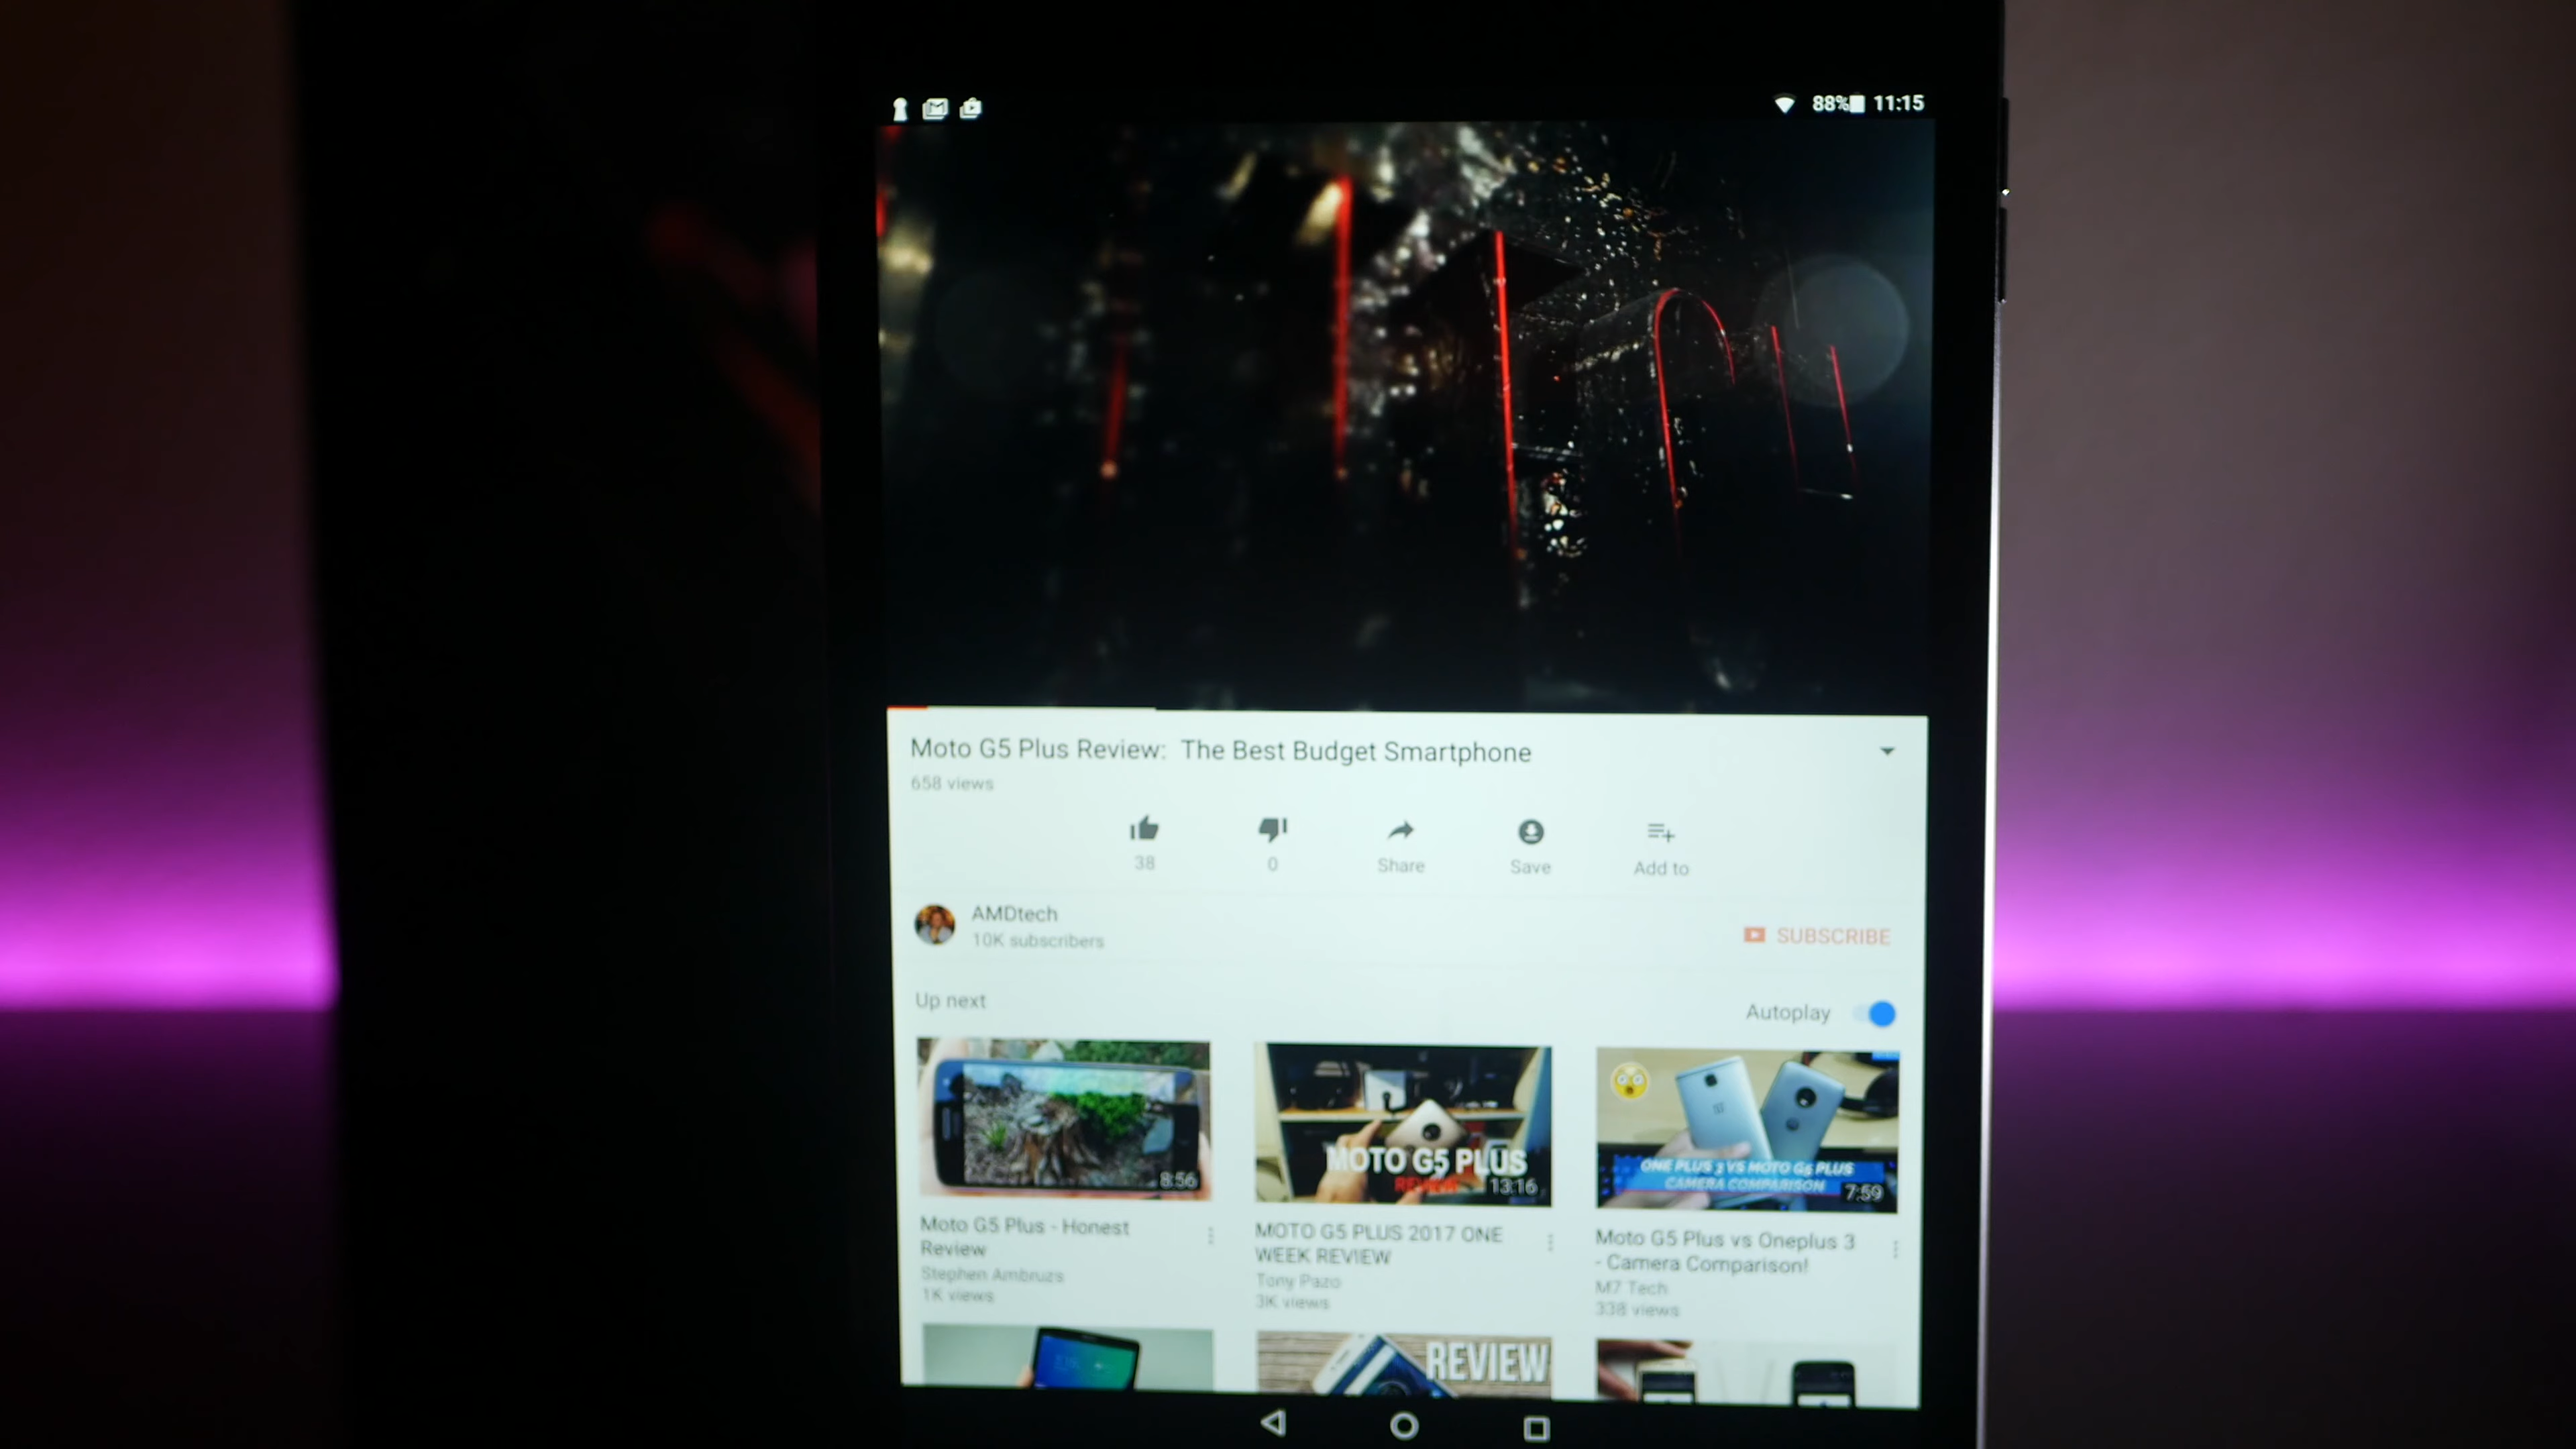 88% 11:15
Moto G5 Plus Review: The Best Budget Smartphone
658 views
38
0
Share
Save
Add to
AMDtech
10K subscribers
SUBSCRIBE
Up next
Autoplay
8:56
MOTO G5 PLUS
REVIEW
13:16
ONE PLUS 3 VS MOTO G5 PLUS
CAMERA COMPARISON
7:59
Moto G5 Plus - Honest
Review
Stephen Ambruzs
1K views
MOTO G5 PLUS 2017 ONE
WEEK REVIEW
Tony Pazo
3K views
Moto G5 Plus vs Oneplus 3
- Camera Comparison!
M7 Tech
338 views
REVIEW